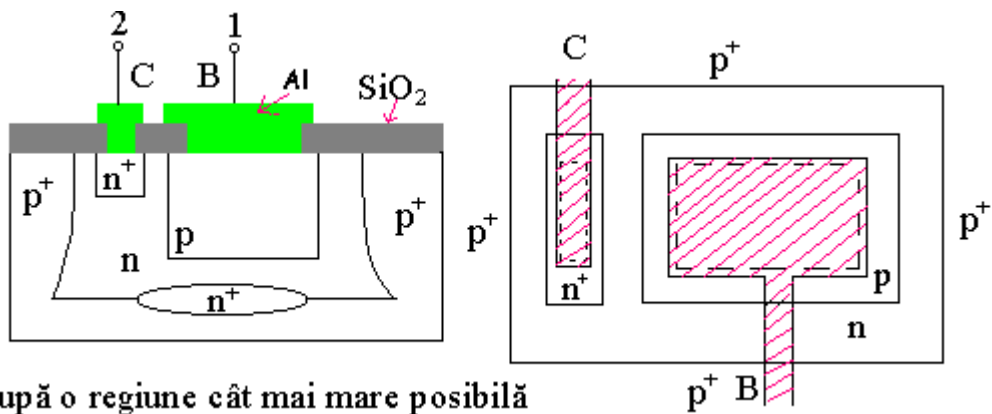 2 1
C B Al SiO₂
n⁺
p⁺ p⁺
p
n
n⁺
C p⁺
p⁺ p⁺
n⁺ p
n
p⁺ B
upă o regiune cât mai mare posibilă